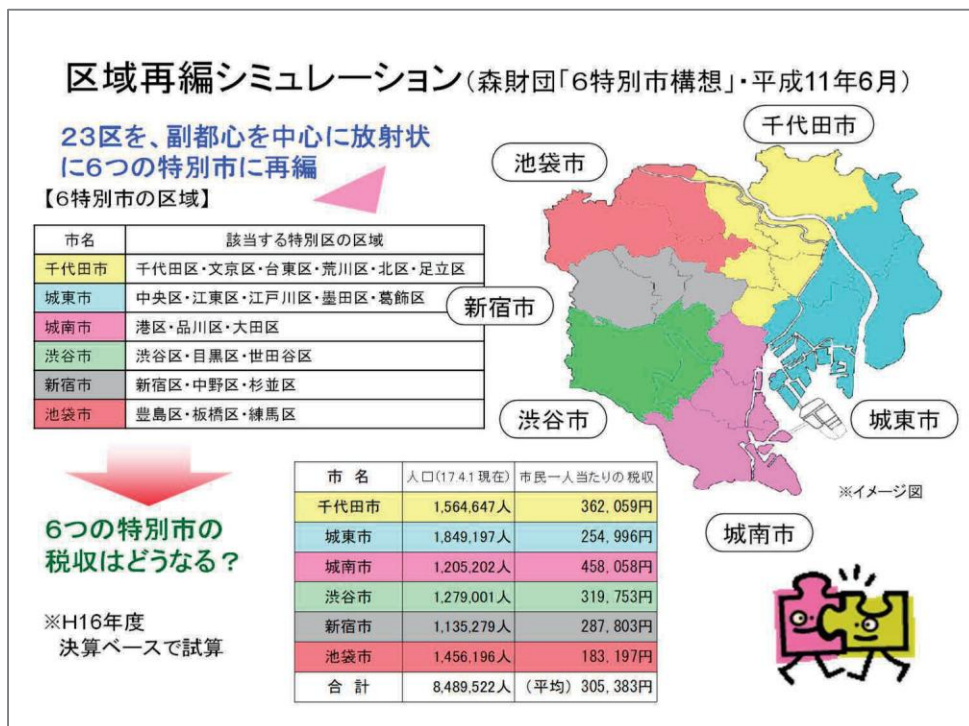 区域再編シミュレーション(森財団「6特別市構想」・平成11年6月)
23区を、副都心を中心に放射状
に6つの特別市に再編
【6特別市の区域】
市名 該当する特別区の区域
千代田市 千代田区・文京区・台東区・荒川区・北区・足立区
城東市 中央区・江東区・江戸川区・墨田区・葛飾区
城南市 港区・品川区・大田区
渋谷市 渋谷区・目黒区・世田谷区
新宿市 新宿区・中野区・杉並区
池袋市 豊島区・板橋区・練馬区
千代田市
池袋市
新宿市
渋谷市
城東市
城南市
※イメージ図
6つの特別市の
税収はどうなる?
※H16年度
決算ベースで試算
市 名 人口(17.4.1現在) 市民一人当たりの税収
千代田市 1,564,647人 362,059円
城東市 1,849,197人 254,996円
城南市 1,205,202人 458,058円
渋谷市 1,279,001人 319,753円
新宿市 1,135,279人 287,803円
池袋市 1,456,196人 183,197円
合 計 8,489,522人 (平均) 305,383円